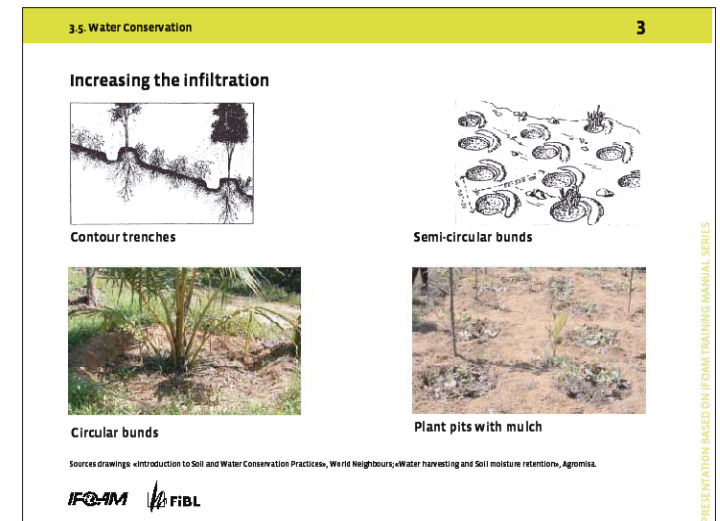 3.5. Water Conservation
3
Increasing the infiltration
Contour trenches
Semi-circular bunds
Circular bunds
Plant pits with mulch
Sources drawings: «Introduction to Soil and Water Conservation Practices», World Neighbours; «Water harvesting and Soil moisture retention», Agromisa.
IFOAM
FiBL
PRESENTATION BASED ON IFOAM TRAINING MANUAL SERIES